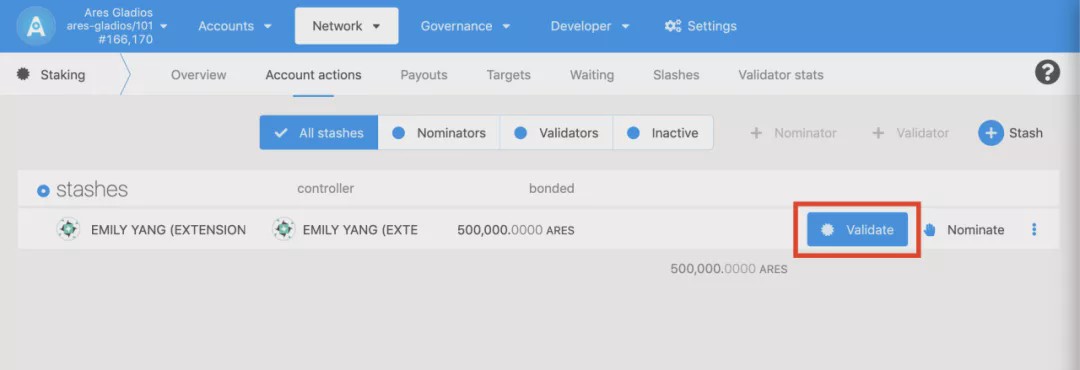 Ares Gladios
ares-gladios/101
#166,170
Accounts
Network
Governance
Developer
Settings
Staking
Overview
Account actions
Payouts
Targets
Waiting
Slashes
Validator stats
?
All stashes
Nominators
Validators
Inactive
+ Nominator
+ Validator
+ Stash
stashes controller bonded
EMILY YANG (EXTENSION EMILY YANG (EXTE 500,000.0000 ARES Validate Nominate
500,000.0000 ARES